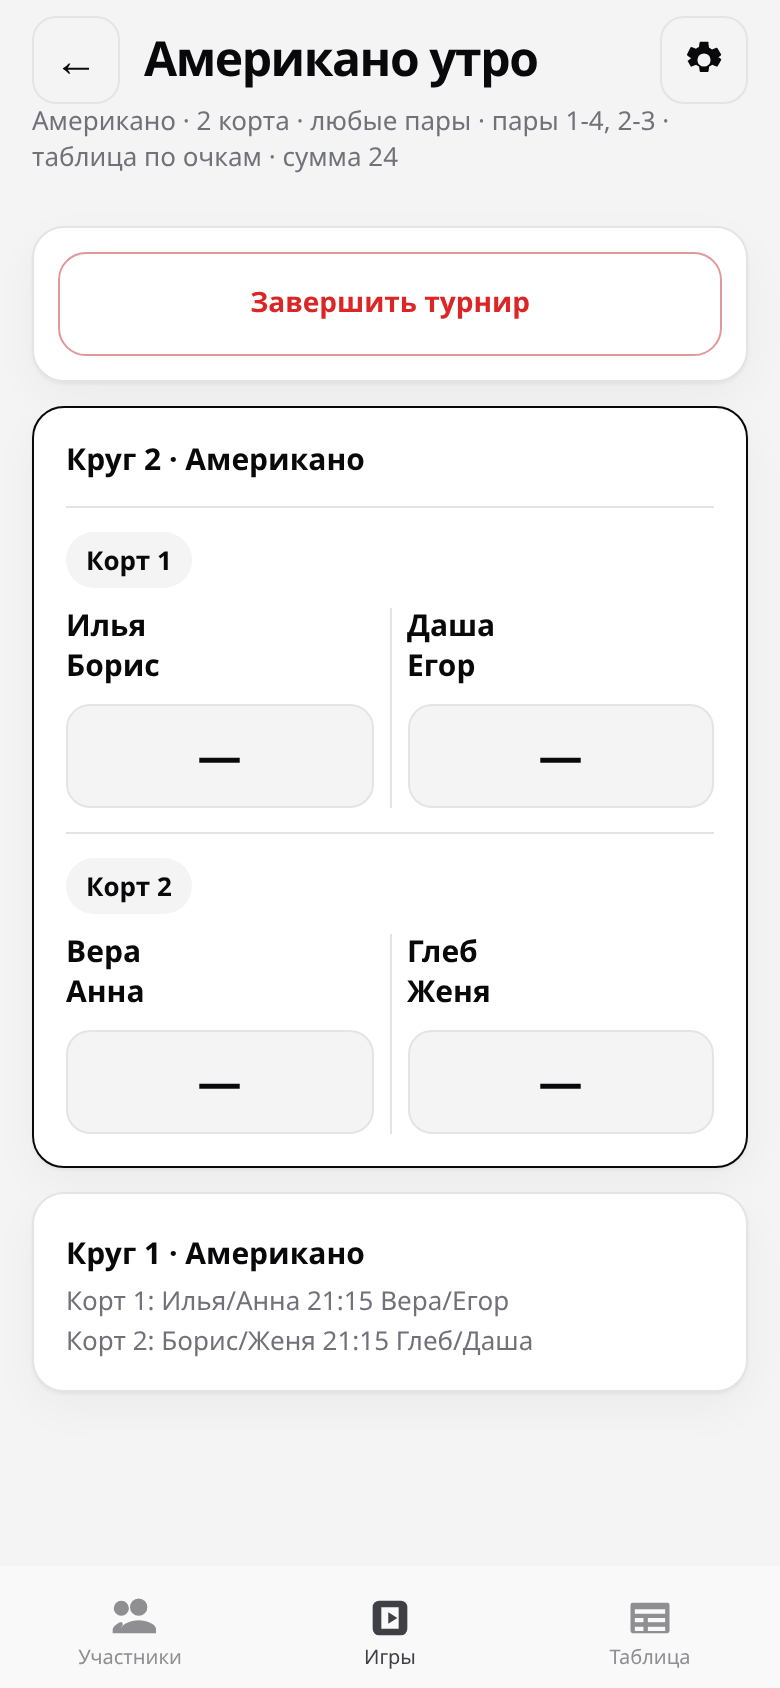 ← Американо утро
Американо · 2 корта · любые пары · пары 1-4, 2-3 ·
таблица по очкам · сумма 24
Завершить турнир
Круг 2 · Американо
Корт 1
Илья
Борис
Даша
Егор
— —
Корт 2
Вера
Анна
Глеб
Женя
— —
Круг 1 · Американо
Корт 1: Илья/Анна 21:15 Вера/Егор
Корт 2: Борис/Женя 21:15 Глеб/Даша
Участники
Игры
Таблица